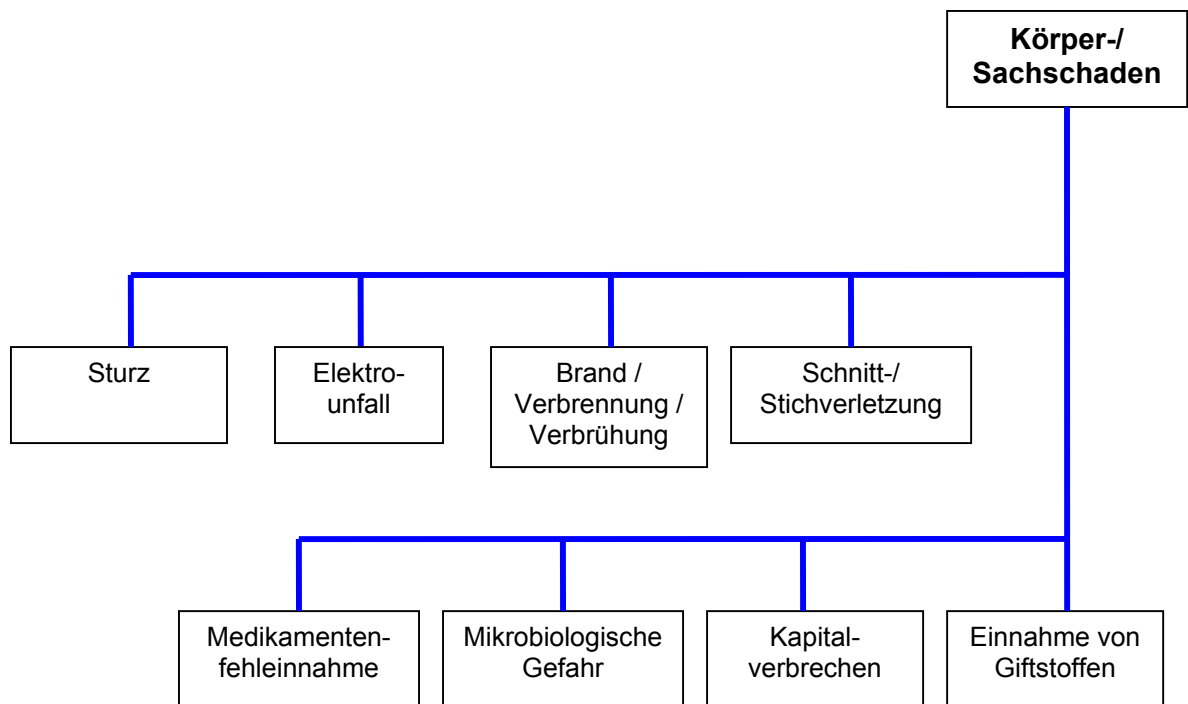 Körper-/
Sachschaden
Sturz
Elektro-
unfall
Brand /
Verbrennung /
Verbrühung
Schnitt-/
Stichverletzung
Medikamenten-
fehleinnahme
Mikrobiologische
Gefahr
Kapital-
verbrechen
Einnahme von
Giftstoffen